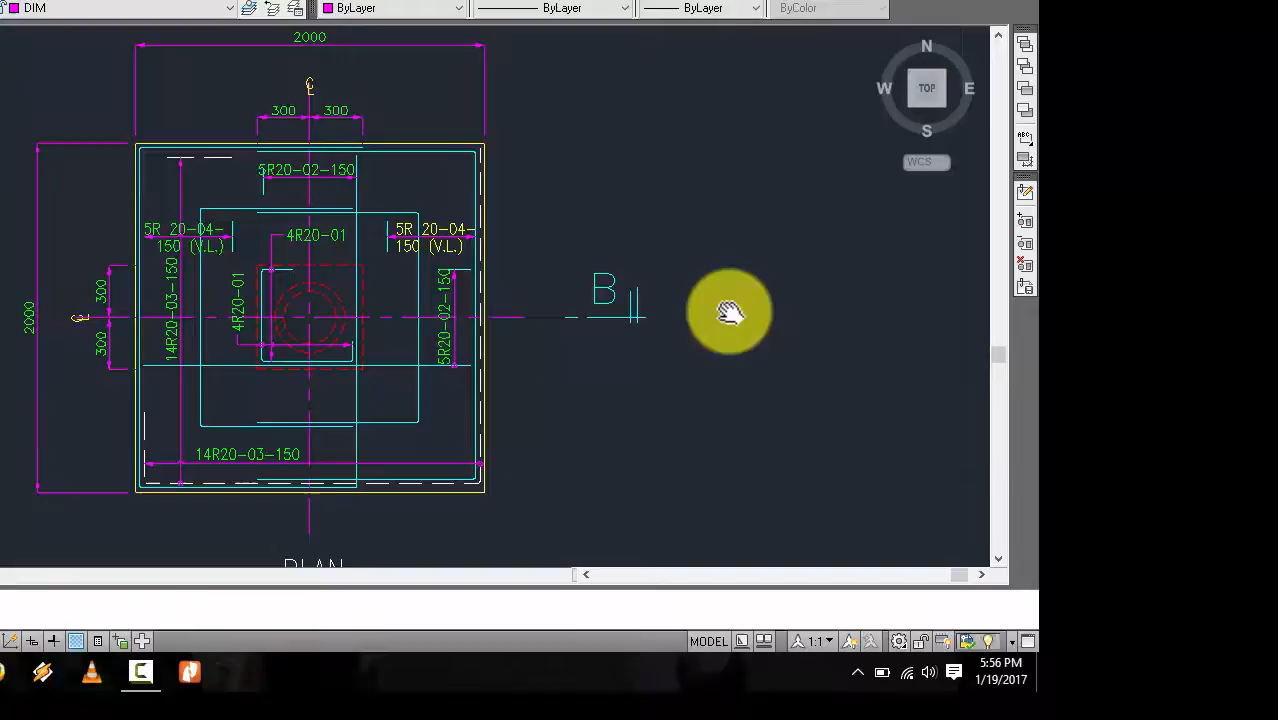 DIM
ByLayer
ByLayer
ByLayer
ByColor
2000
N
℄
W
TOP
E
300
300
S
WCS
5R20-02-150
5R 20-04-
150 (V.L.)
4R20-01
5R 20-04-
150 (V.L.)
2000
300
300
℄
14R20-03-150
4R20-01
5R20-02-150
B
14R20-03-150
PLAN
MODEL
1:1
5:56 PM
1/19/2017